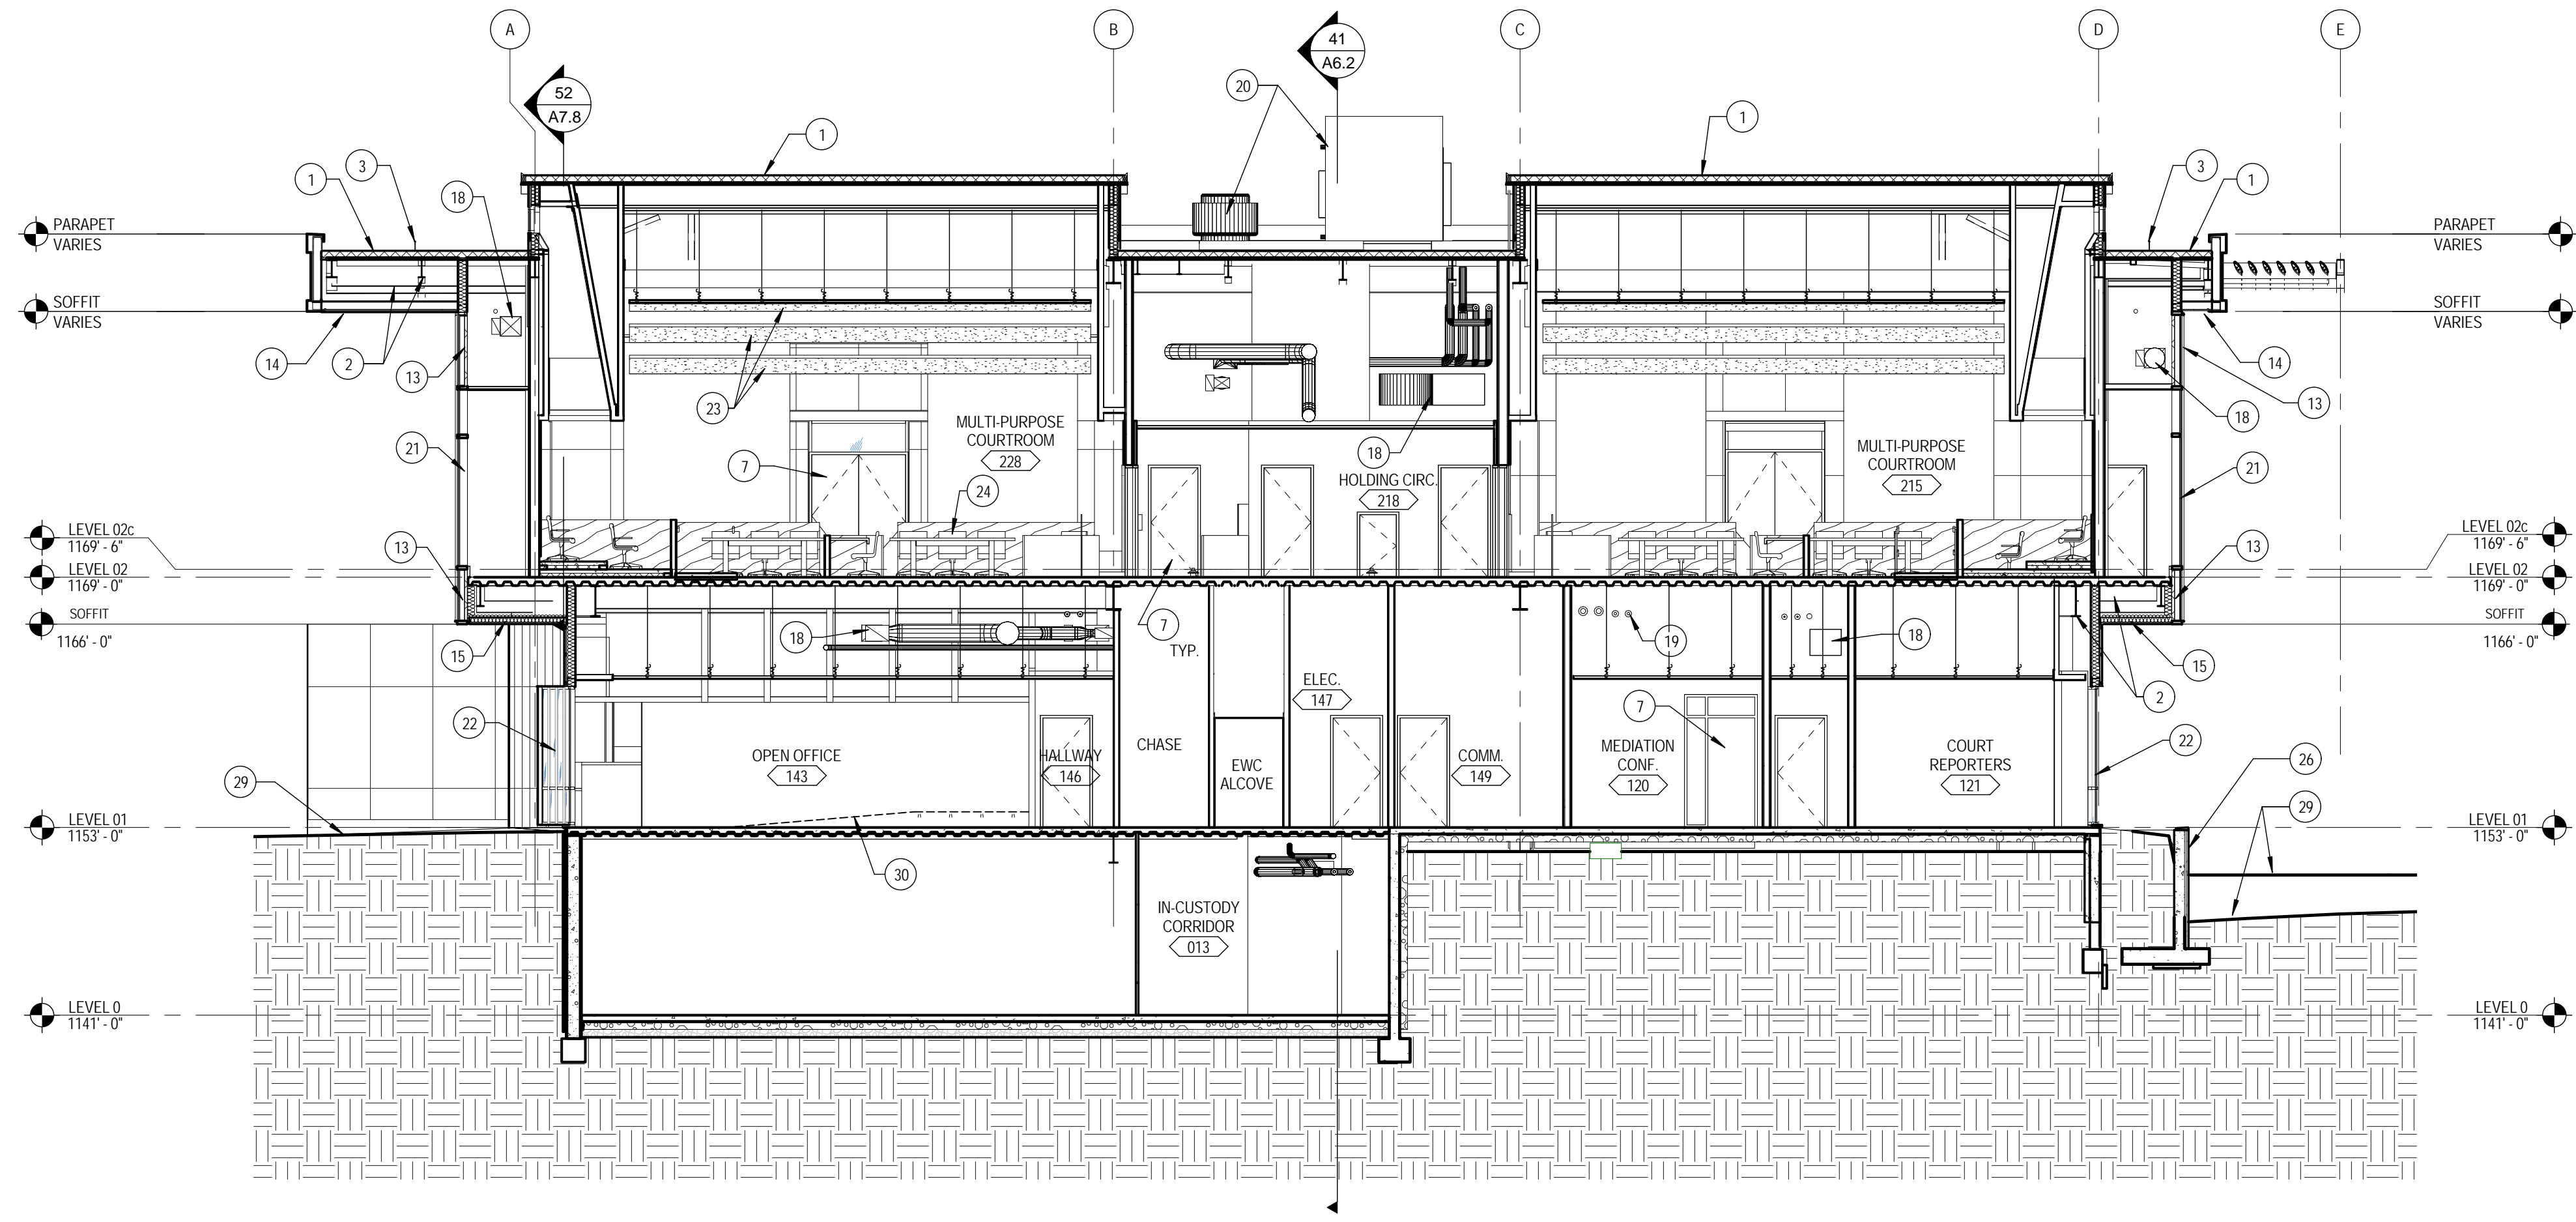 A
B
C
D
E
41
A6.2
52
A7.8
20
1
1
1
3
18
3
1
PARAPET
VARIES
PARAPET
VARIES
SOFFIT
VARIES
SOFFIT
VARIES
14
2
13
23
14
13
18
MULTI-PURPOSE
COURTROOM
228
MULTI-PURPOSE
COURTROOM
215
21
7
24
18
HOLDING CIRC.
218
21
LEVEL 02c
1169' - 6"
LEVEL 02c
1169' - 6"
13
13
LEVEL 02
1169' - 0"
LEVEL 02
1169' - 0"
SOFFIT
1166' - 0"
SOFFIT
1166' - 0"
15
18
7
TYP.
19
18
15
2
ELEC.
147
22
OPEN OFFICE
143
HALLWAY
146
CHASE
EWC
ALCOVE
COMM.
149
7
MEDIATION
CONF.
120
COURT
REPORTERS
121
22
26
29
29
LEVEL 01
1153' - 0"
LEVEL 01
1153' - 0"
30
IN-CUSTODY
CORRIDOR
013
LEVEL 0
1141' - 0"
LEVEL 0
1141' - 0"